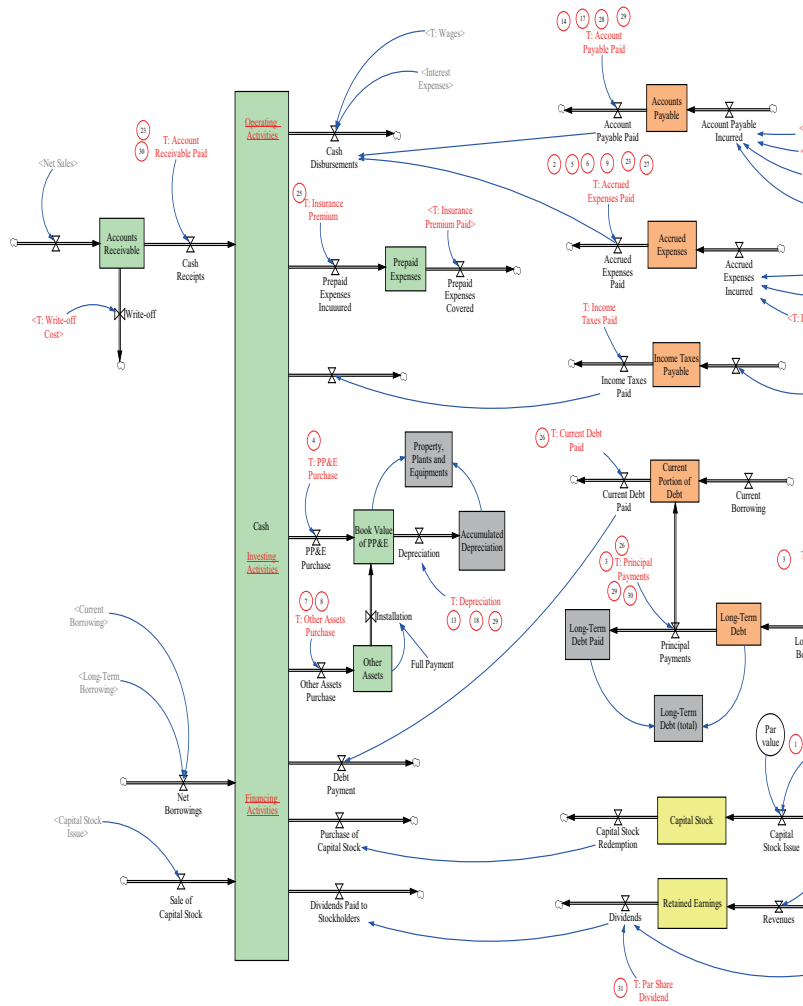 14
17
28
29
T: Account
Payable Paid
<T: Wages>
<Interest
Expenses>
Accounts
Payable
Account
Payable Paid
Account Payable
Incurred
23
30
T: Account
Receivable Paid
Operating
Activities
Cash
Disbursements
<Net Sales>
2
5
6
9
23
27
T: Accrued
Expenses Paid
25
T: Insurance
Premium
<T: Insurance
Premium Paid>
Accounts
Receivable
Cash
Receipts
Prepaid
Expenses
Prepaid
Expenses
Incuuured
Prepaid
Expenses
Covered
Accrued
Expenses
Accrued
Expenses
Paid
Accrued
Expenses
Incurred
<T: Write-off
Cost>
Write-off
T: Income
Taxes Paid
Income Taxes
Payable
Income Taxes
Paid
4
T: PP&E
Purchase
Property,
Plants and
Equipments
26
T: Current Debt
Paid
Current
Portion of
Debt
Current Debt
Paid
Current
Borrowing
Cash
Investing
Activities
PP&E
Purchase
Book Value
of PP&E
Depreciation
Accumulated
Depreciation
26
3
T: Principal
Payments
29
30
3
7
8
T: Other Assets
Purchase
Installation
T: Depreciation
13
18
29
Long-Term
Debt Paid
Principal
Payments
Long-Term
Debt
<Current
Borrowing>
Other Assets
Purchase
Other
Assets
Full Payment
<Long-Term
Borrowing>
Long-Term
Debt (total)
Par
value
1
Net
Borrowings
Debt
Payment
Financing
Activities
<Capital Stock
Issue>
Purchase of
Capital Stock
Capital Stock
Redemption
Capital Stock
Capital
Stock Issue
Sale of
Capital Stock
Dividends Paid to
Stockholders
Dividends
Retained Earnings
Revenues
31
T: Par Share
Dividend